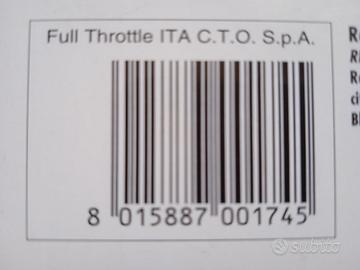 Full Throttle ITA C.T.O. S.p.A.
8 015887 001745
subito